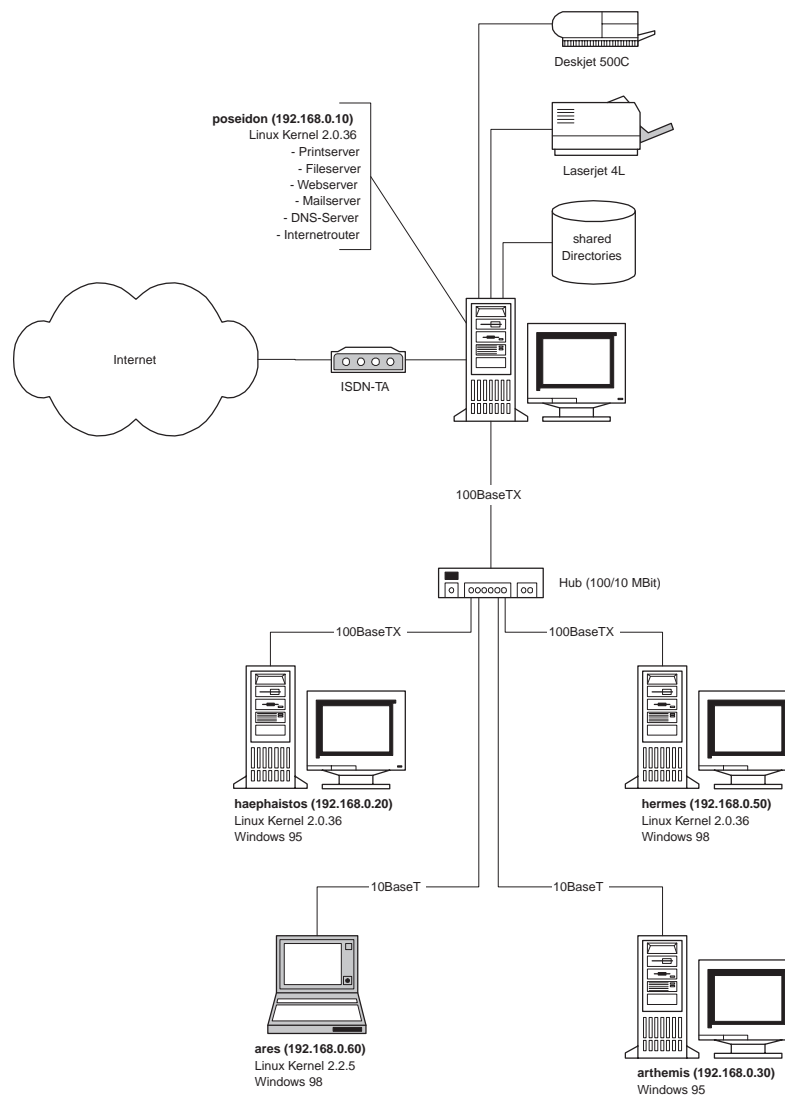 Deskjet 500C
poseidon (192.168.0.10)
Linux Kernel 2.0.36
- Printserver
- Fileserver
- Webserver
- Mailserver
- DNS-Server
- Internetrouter
Laserjet 4L
shared
Directories
Internet
ISDN-TA
100BaseTX
Hub (100/10 MBit)
100BaseTX
100BaseTX
haephaistos (192.168.0.20)
Linux Kernel 2.0.36
Windows 95
hermes (192.168.0.50)
Linux Kernel 2.0.36
Windows 98
10BaseT
10BaseT
ares (192.168.0.60)
Linux Kernel 2.2.5
Windows 98
arthemis (192.168.0.30)
Windows 95